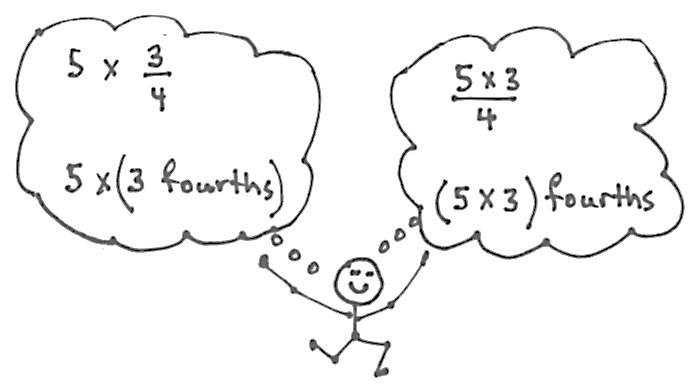 5 × 3/4
5 × (3 fourths)
5 × 3
4
(5 × 3) fourths